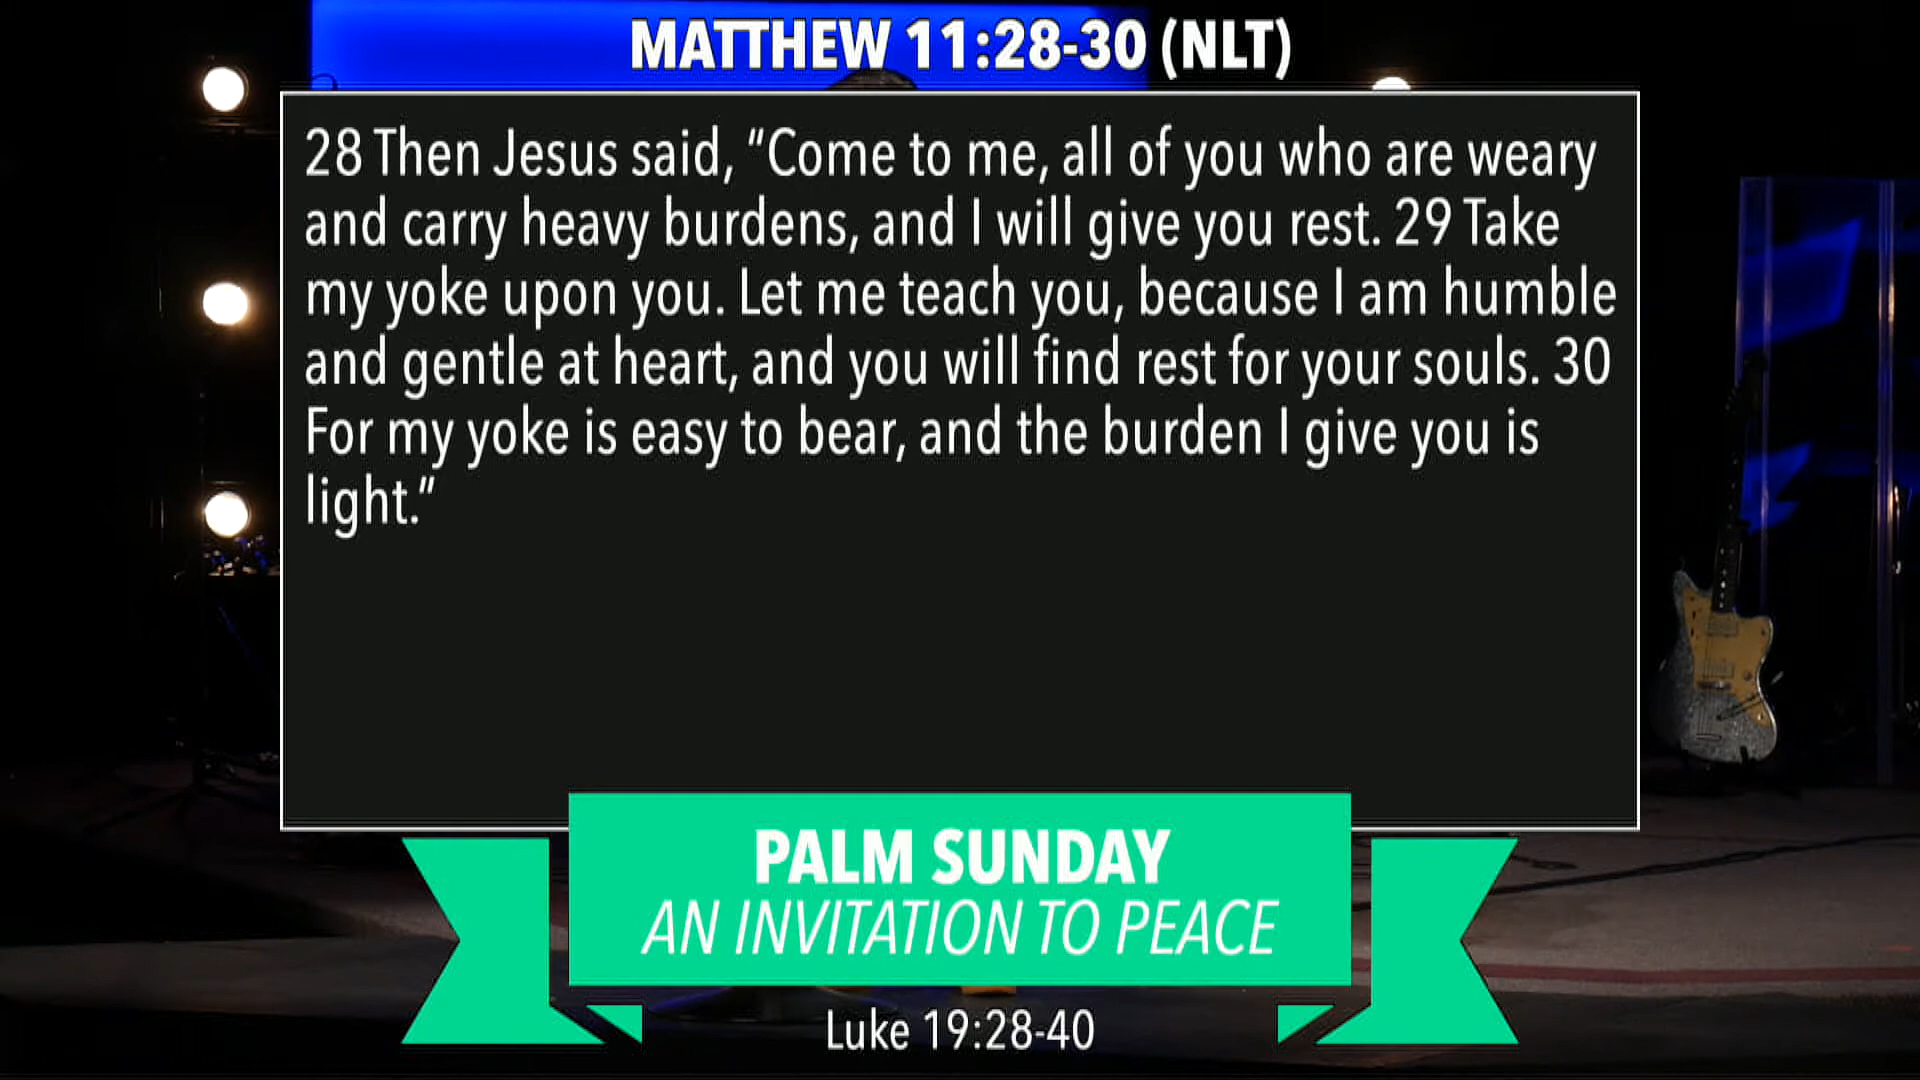 MATTHEW 11:28-30 (NLT)
28 Then Jesus said, “Come to me, all of you who are weary
and carry heavy burdens, and I will give you rest. 29 Take
my yoke upon you. Let me teach you, because I am humble
and gentle at heart, and you will find rest for your souls. 30
For my yoke is easy to bear, and the burden I give you is
light.”
PALM SUNDAY
AN INVITATION TO PEACE
Luke 19:28-40